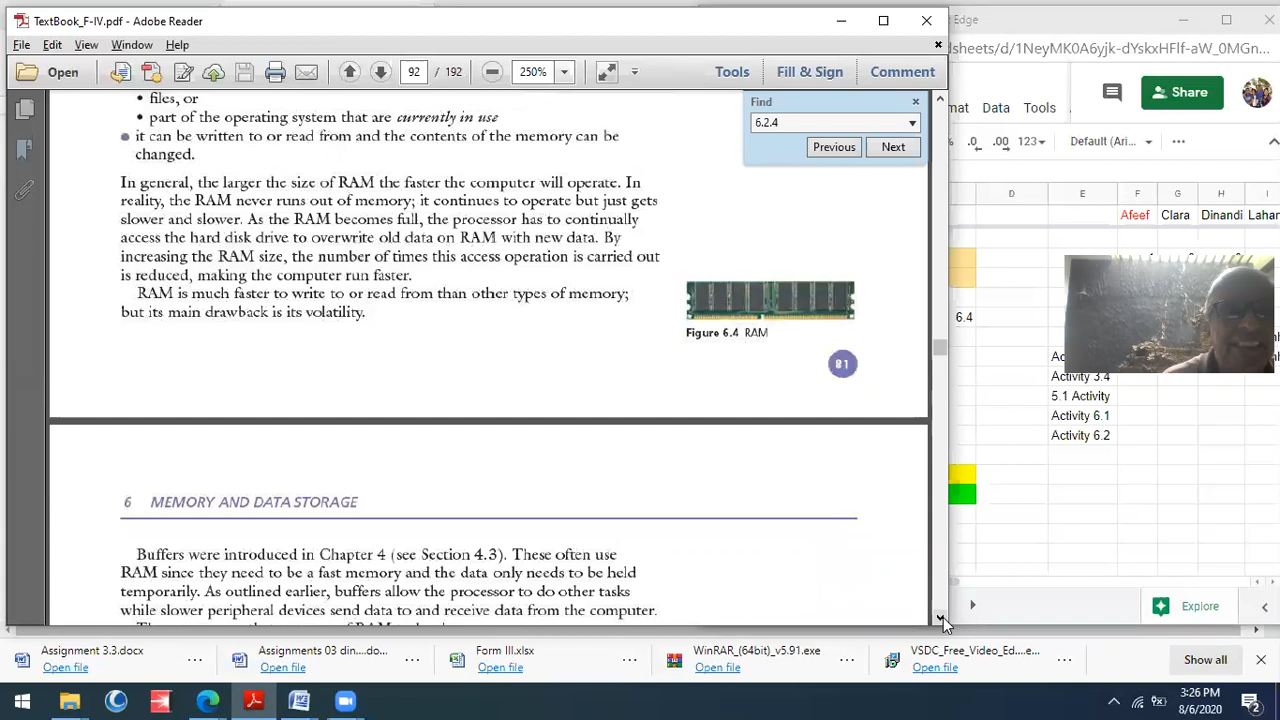 TextBook_F-IV.pdf - Adobe Reader
Edge
File Edit View Window Help
dsheets/d/1NeyMK0A6yjk-dYskxHFlf-aW_0MGn...
Open
92 / 192
250%
Tools Fill & Sign Comment
Share
mat Data Tools
Find
6.2.4
Previous Next
.0 .00 123 Default (Ari...
D E F G H I
Afeef Clara Dinandi Lahar
• files, or
• part of the operating system that are currently in use
● it can be written to or read from and the contents of the memory can be
changed.
In general, the larger the size of RAM the faster the computer will operate. In
reality, the RAM never runs out of memory; it continues to operate but just gets
slower and slower. As the RAM becomes full, the processor has to continually
access the hard disk drive to overwrite old data on RAM with new data. By
increasing the RAM size, the number of times this access operation is carried out
is reduced, making the computer run faster.
RAM is much faster to write to or read from than other types of memory;
but its main drawback is its volatility.
Figure 6.4 RAM
81
6.4
Activity 3.4
5.1 Activity
Activity 6.1
Activity 6.2
6 MEMORY AND DATA STORAGE
Buffers were introduced in Chapter 4 (see Section 4.3). These often use
RAM since they need to be a fast memory and the data only needs to be held
temporarily. As outlined earlier, buffers allow the processor to do other tasks
while slower peripheral devices send data to and receive data from the computer.
Explore
Assignment 3.3.docx
Open file
Assignments 03 din....do...
Open file
Form III.xlsx
Open file
WinRAR_(64bit)_v5.91.exe
Open file
VSDC_Free_Video_Ed....e...
Open file
Show all
3:26 PM
8/6/2020
2